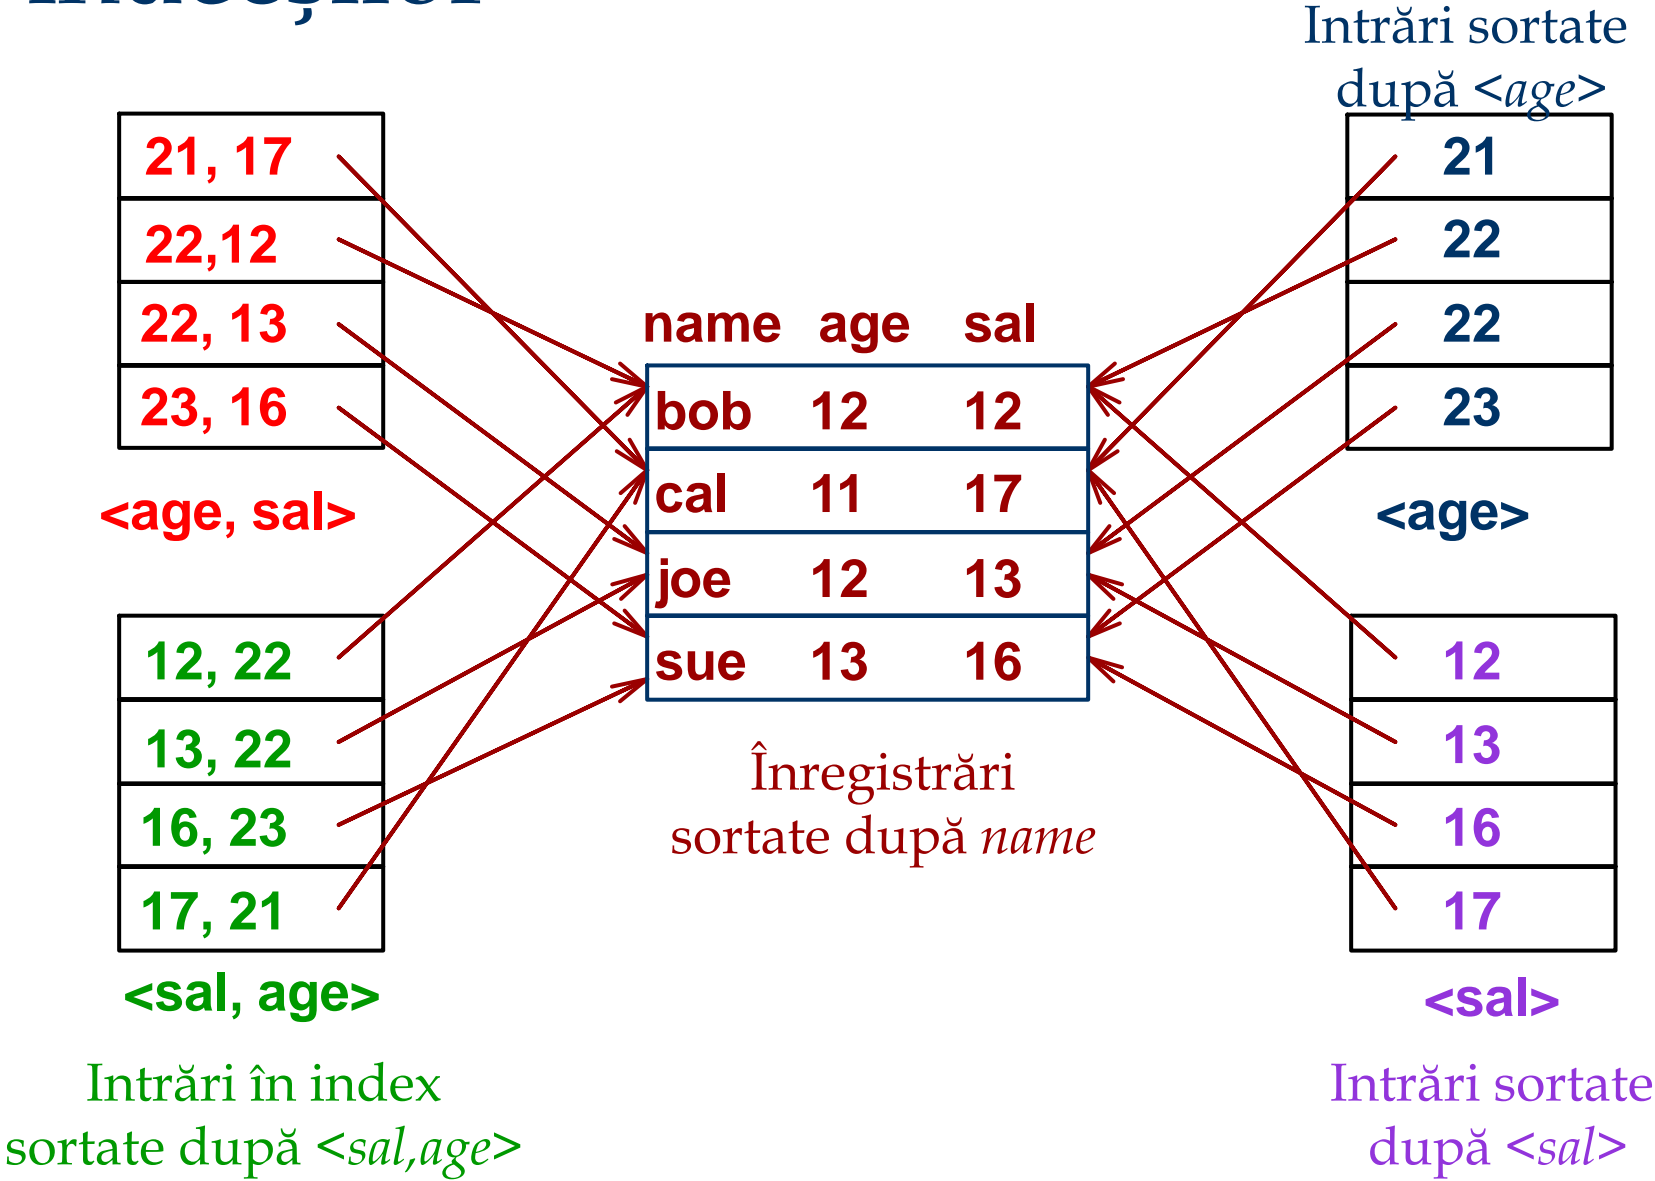 Intrări sortate
după <age>
21, 17
22,12
22, 13
23, 16
<age, sal>
21
22
22
23
<age>
name age sal
bob 12 12
cal 11 17
joe 12 13
sue 13 16
Înregistrări
sortate după name
12, 22
13, 22
16, 23
17, 21
<sal, age>
Intrări în index
sortate după <sal,age>
12
13
16
17
<sal>
Intrări sortate
după <sal>